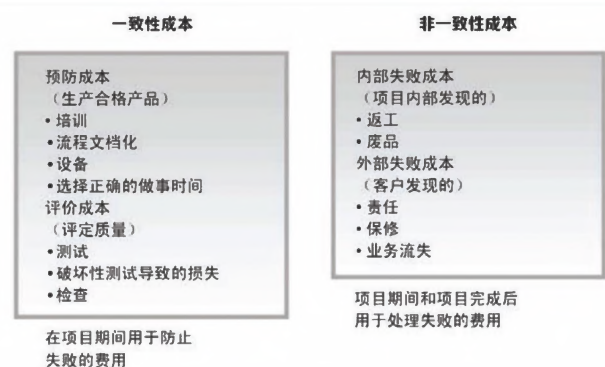 一致性成本
预防成本
（生产合格产品）
•培训
•流程文档化
•设备
•选择正确的做事时间
评价成本
（评定质量）
•测试
•破坏性测试导致的损失
•检查
在项目期间用于防止
失败的费用
非一致性成本
内部失败成本
（项目内部发现的）
•返工
•废品
外部失败成本
（客户发现的）
•责任
•保修
•业务流失
项目期间和项目完成后
用于处理失败的费用